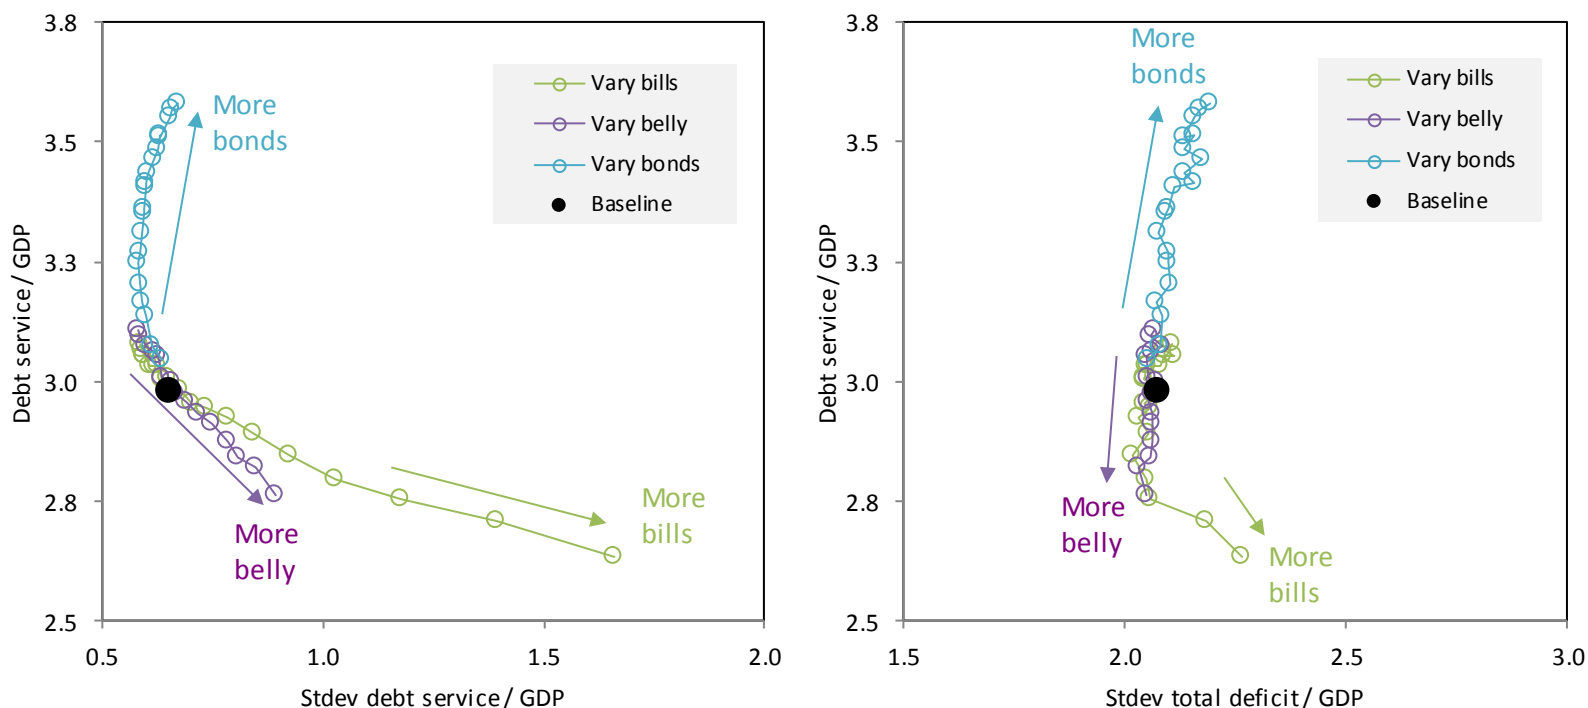 3.8
3.5
3.3
3.0
2.8
2.5
Debt service / GDP
0.5
1.0
1.5
2.0
Stdev debt service / GDP
Vary bills
Vary belly
Vary bonds
Baseline
More
bonds
More
belly
More
bills
3.8
3.5
3.3
3.0
2.8
2.5
Debt service / GDP
1.5
2.0
2.5
3.0
Stdev total deficit / GDP
More
bonds
Vary bills
Vary belly
Vary bonds
Baseline
More
belly
More
bills